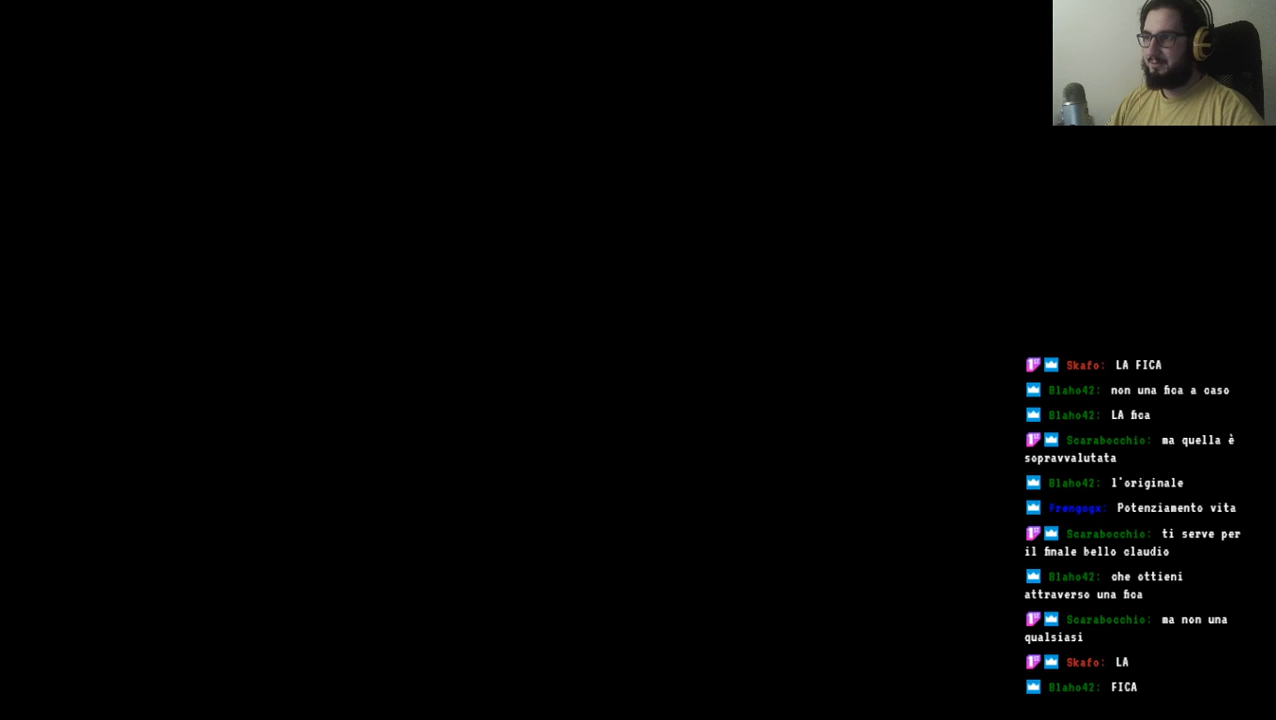 Skafo: LA FICA
Blaho42: non una fica a caso
Blaho42: LA fica
Scarabocchio: ma quella è
sopravvalutata
Blaho42: l'originale
Frengogx: Potenziamento vita
Scarabocchio: ti serve per
il finale bello claudio
Blaho42: che ottieni
attraverso una fica
Scarabocchio: ma non una
qualsiasi
Skafo: LA
Blaho42: FICA